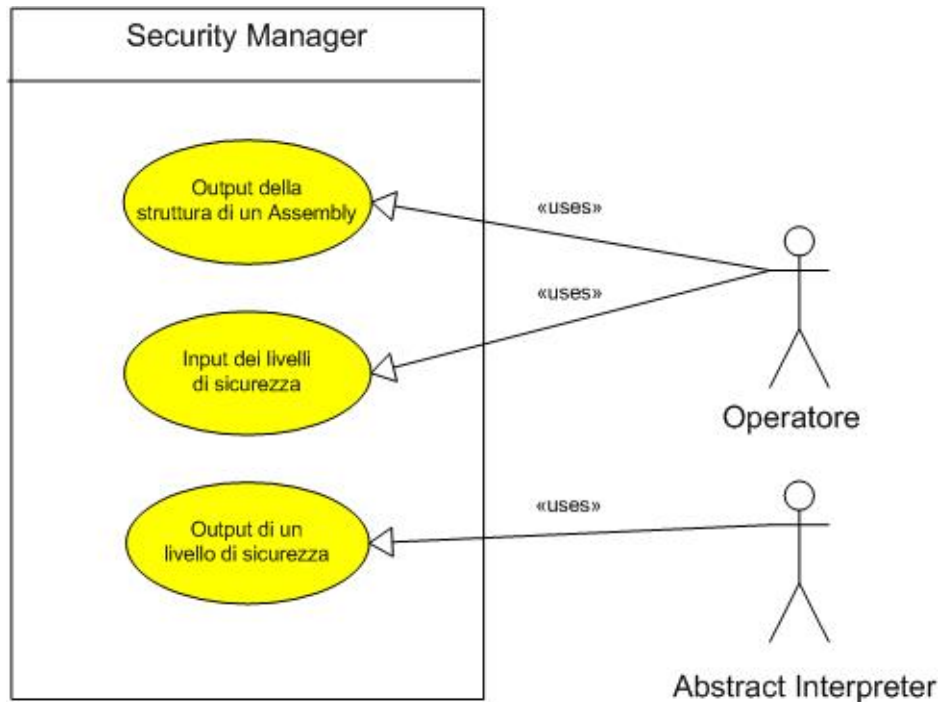 Security Manager
Output della
struttura di un Assembly
«uses»
«uses»
Input dei livelli
di sicurezza
Operatore
«uses»
Output di un
livello di sicurezza
Abstract Interpreter